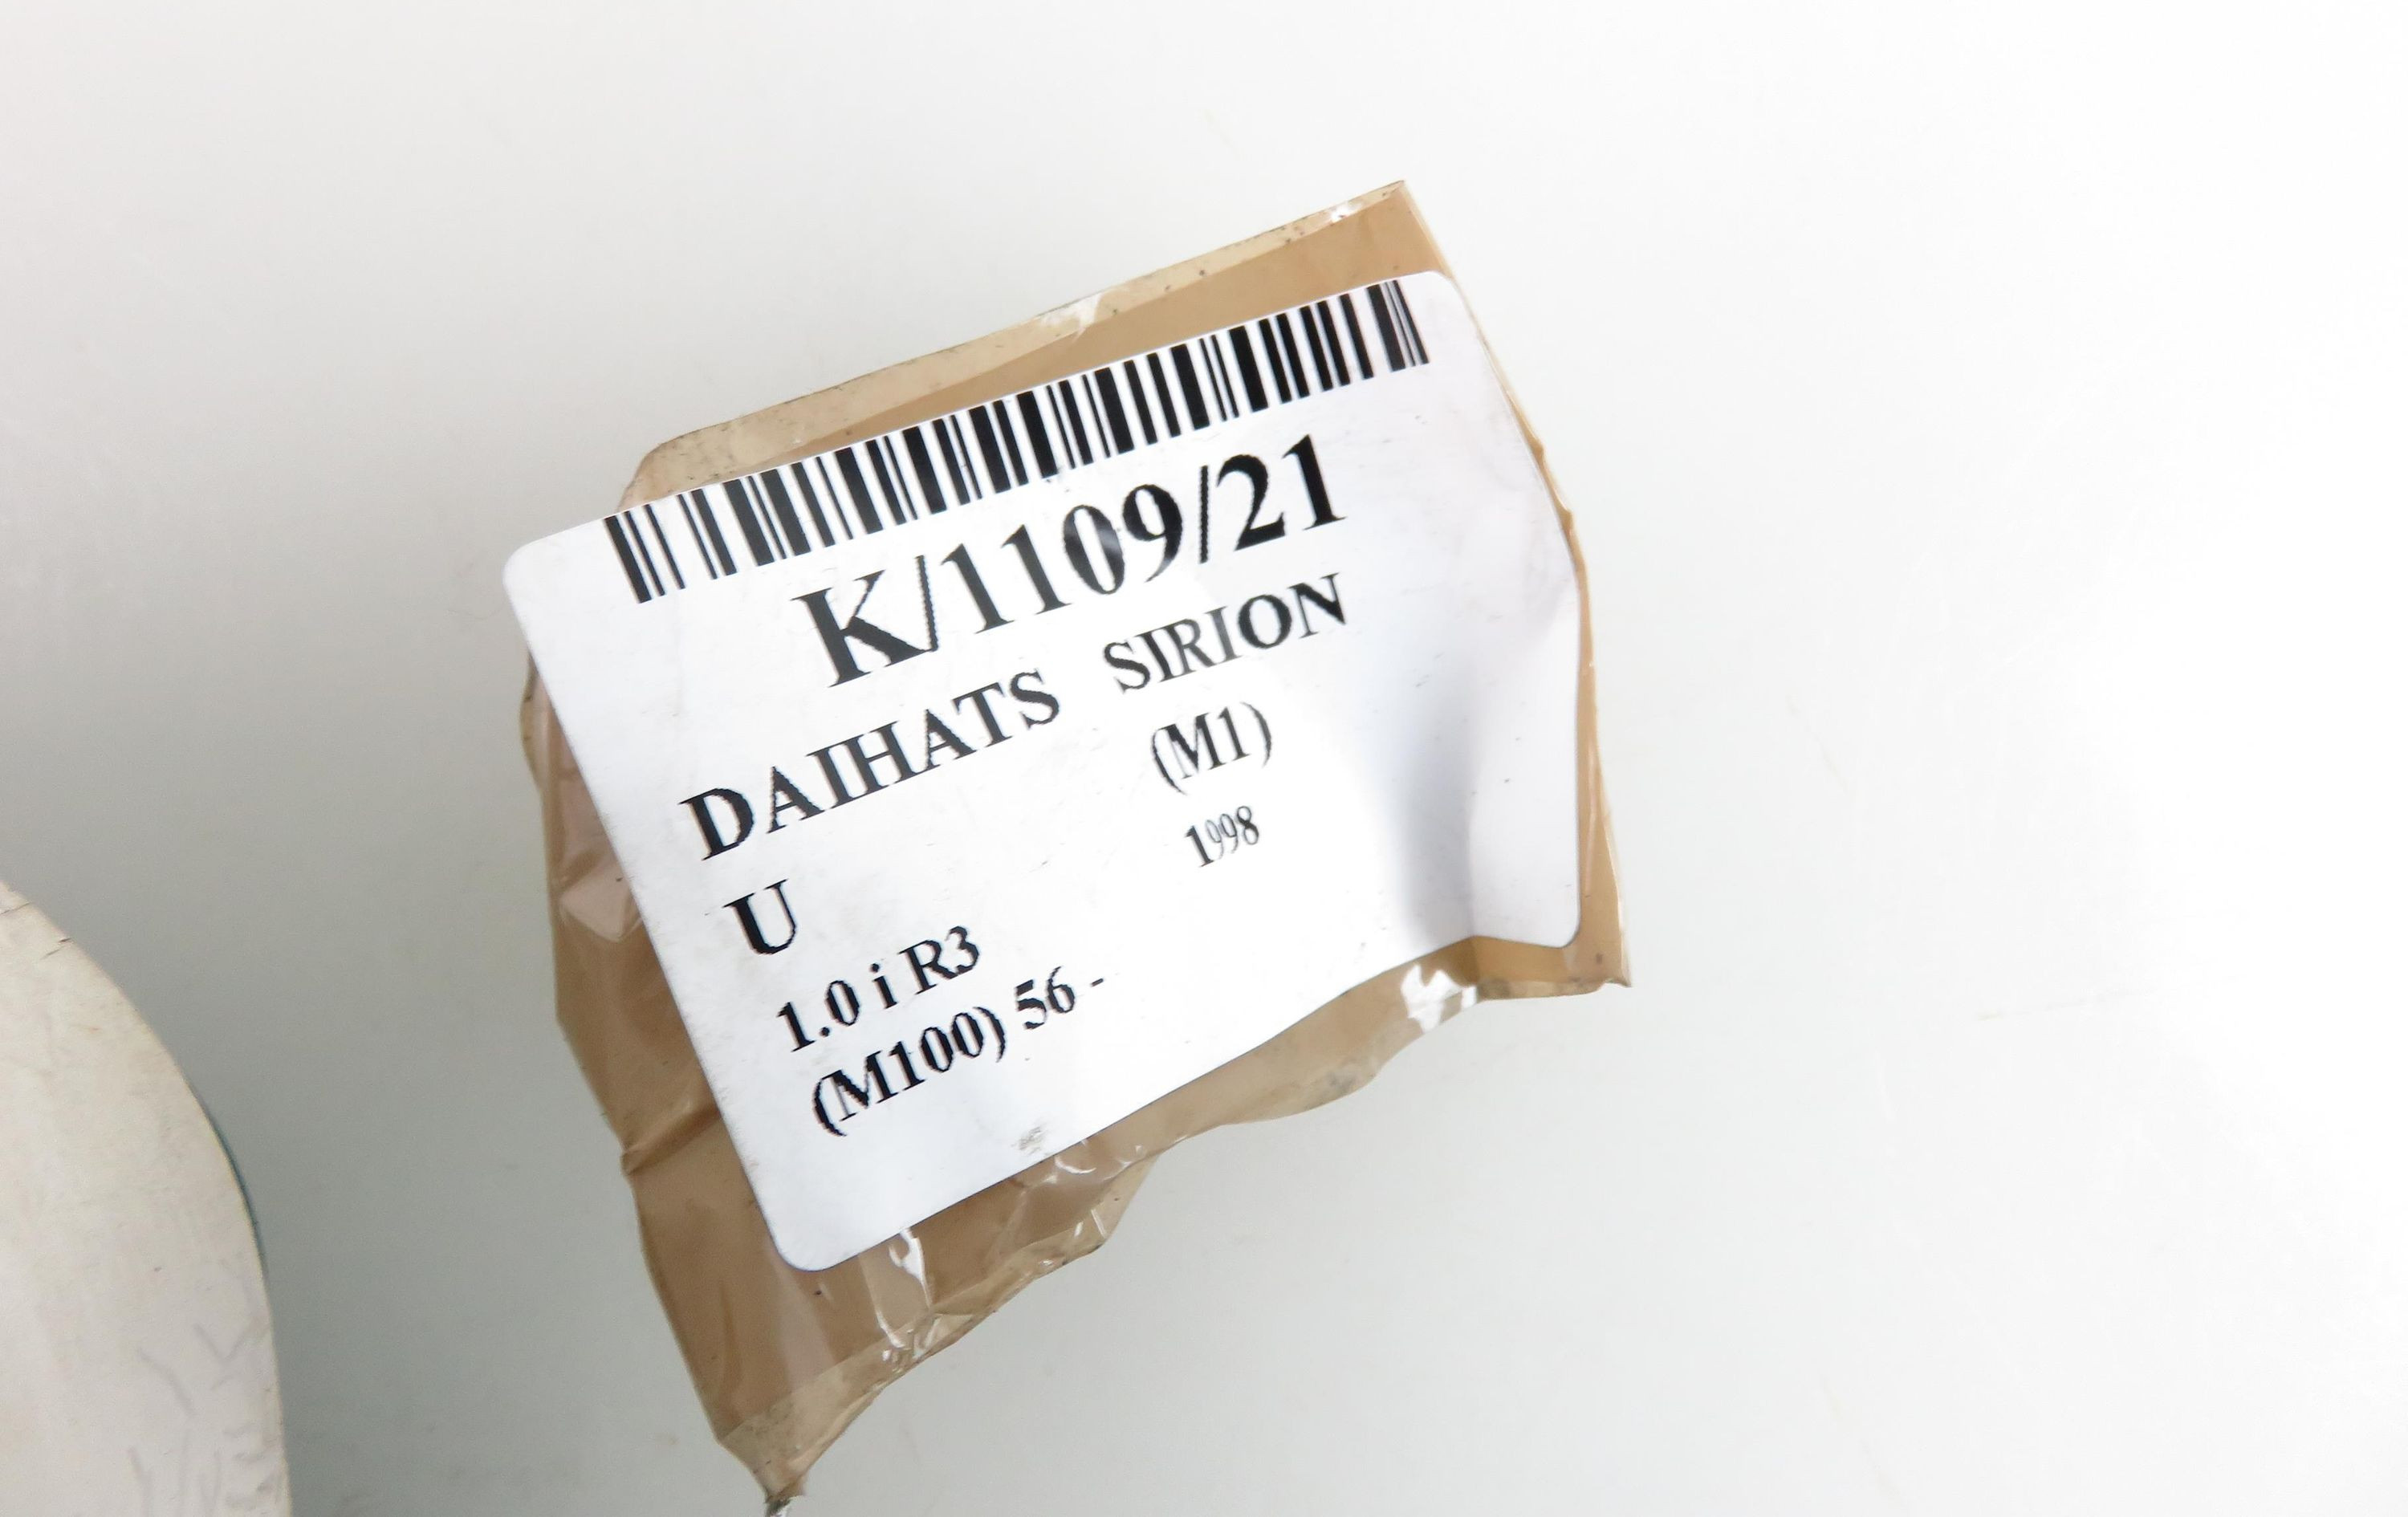 K/1109/21
DAIHATS SIRION
U (M1)
1998
1.0 i R3
(M100) 56 -